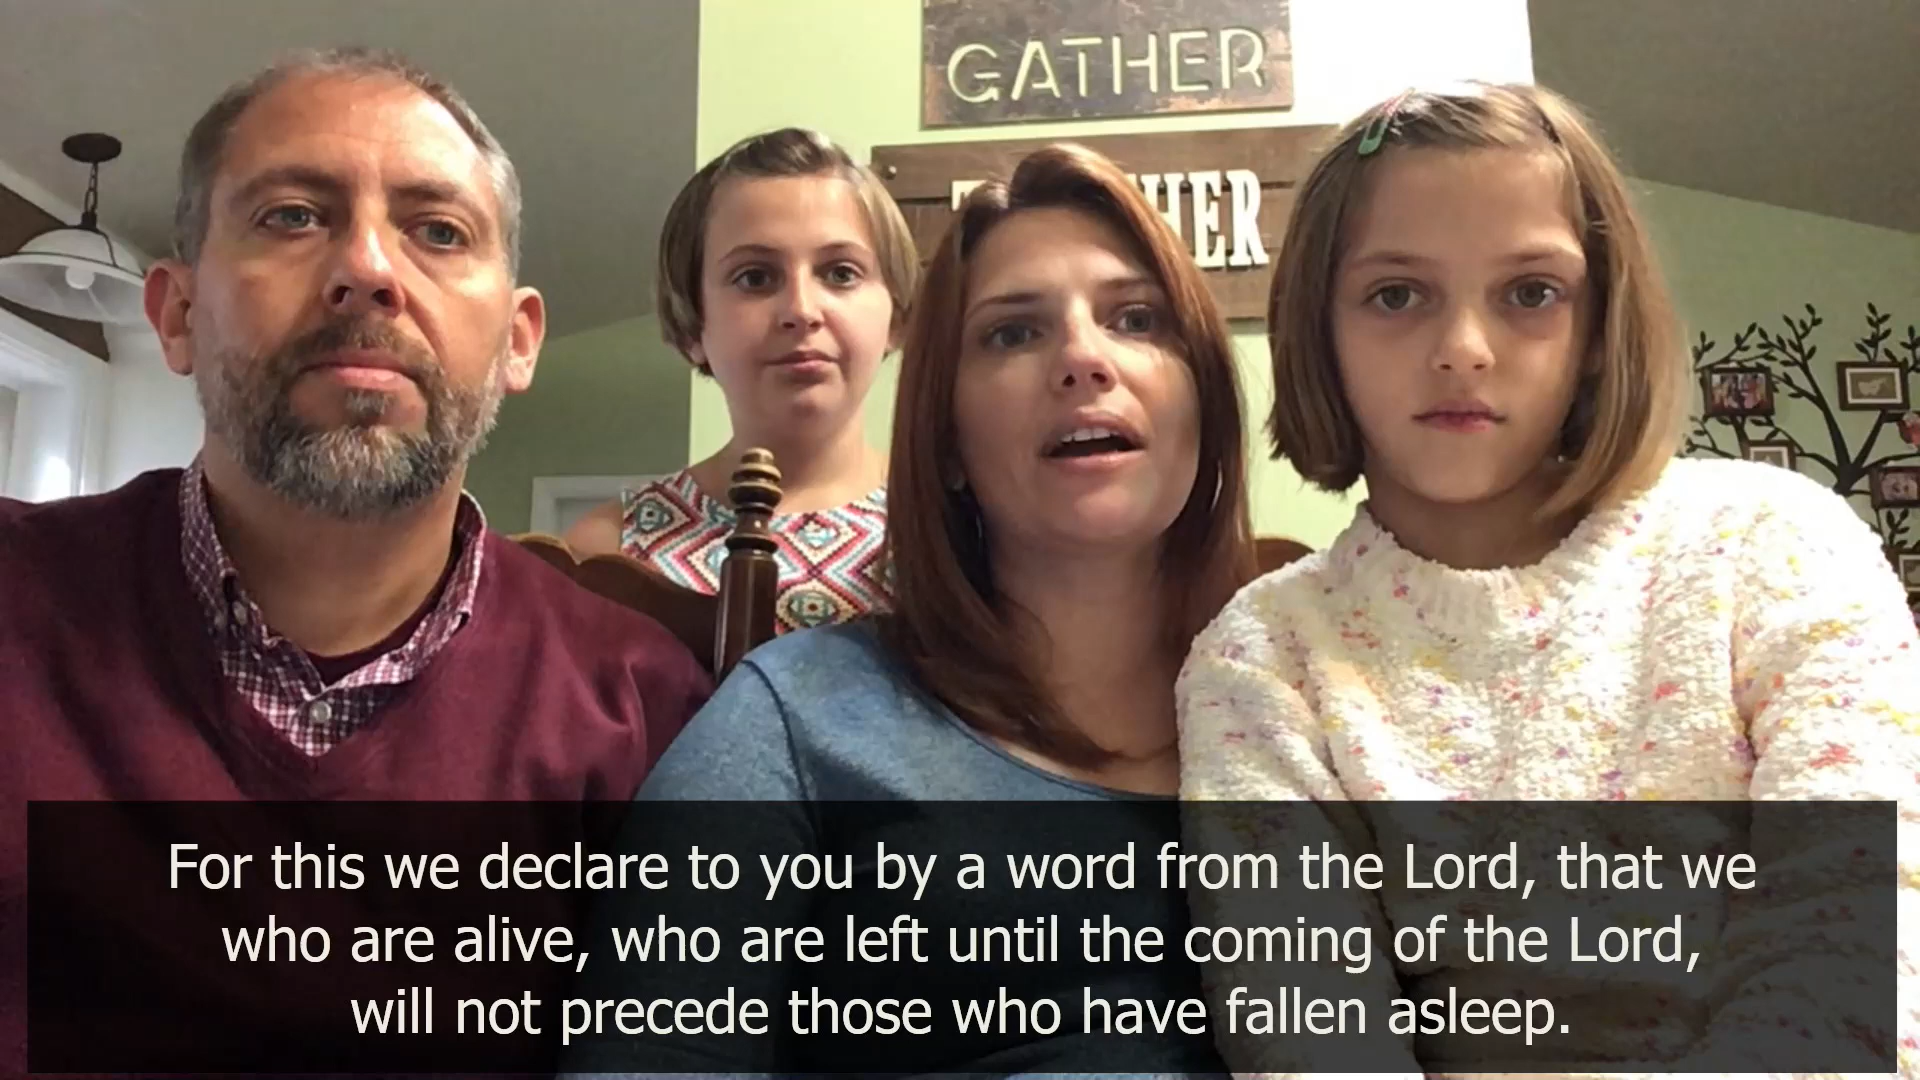 GATHER
HER
For this we declare to you by a word from the Lord, that we
who are alive, who are left until the coming of the Lord,
will not precede those who have fallen asleep.